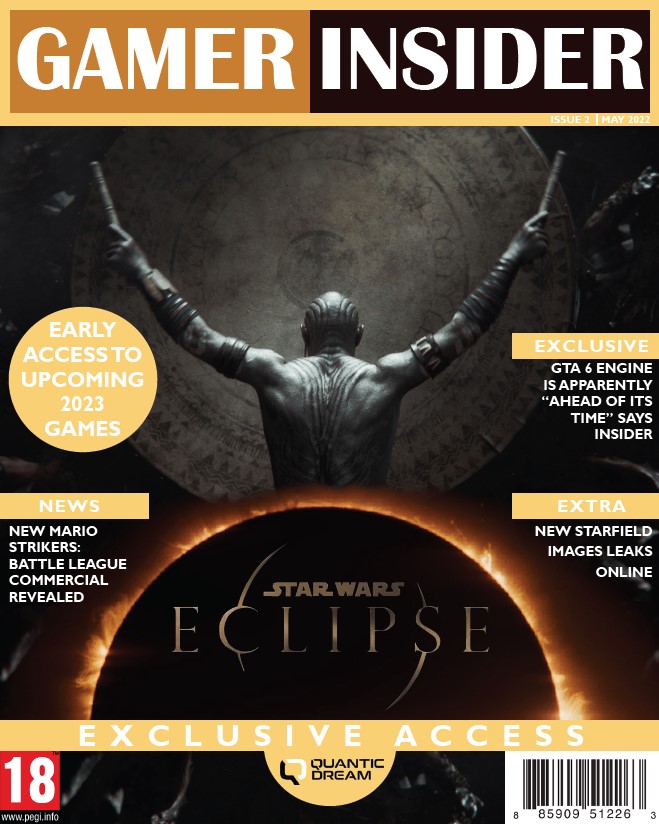 GAMER INSIDER
ISSUE 2 | MAY 2022
EARLY
ACCESS TO
UPCOMING
2023
GAMES
EXCLUSIVE
GTA 6 ENGINE
IS APPARENTLY
“AHEAD OF ITS
TIME” SAYS
INSIDER
NEWS
NEW MARIO
STRIKERS:
BATTLE LEAGUE
COMMERCIAL
REVEALED
EXTRA
NEW STARFIELD
IMAGES LEAKS
ONLINE
STAR WARS
ECLIPSE
EXCLUSIVE ACCESS
QUANTIC
DREAM
18
www.pegi.info
8 85909 51226 3